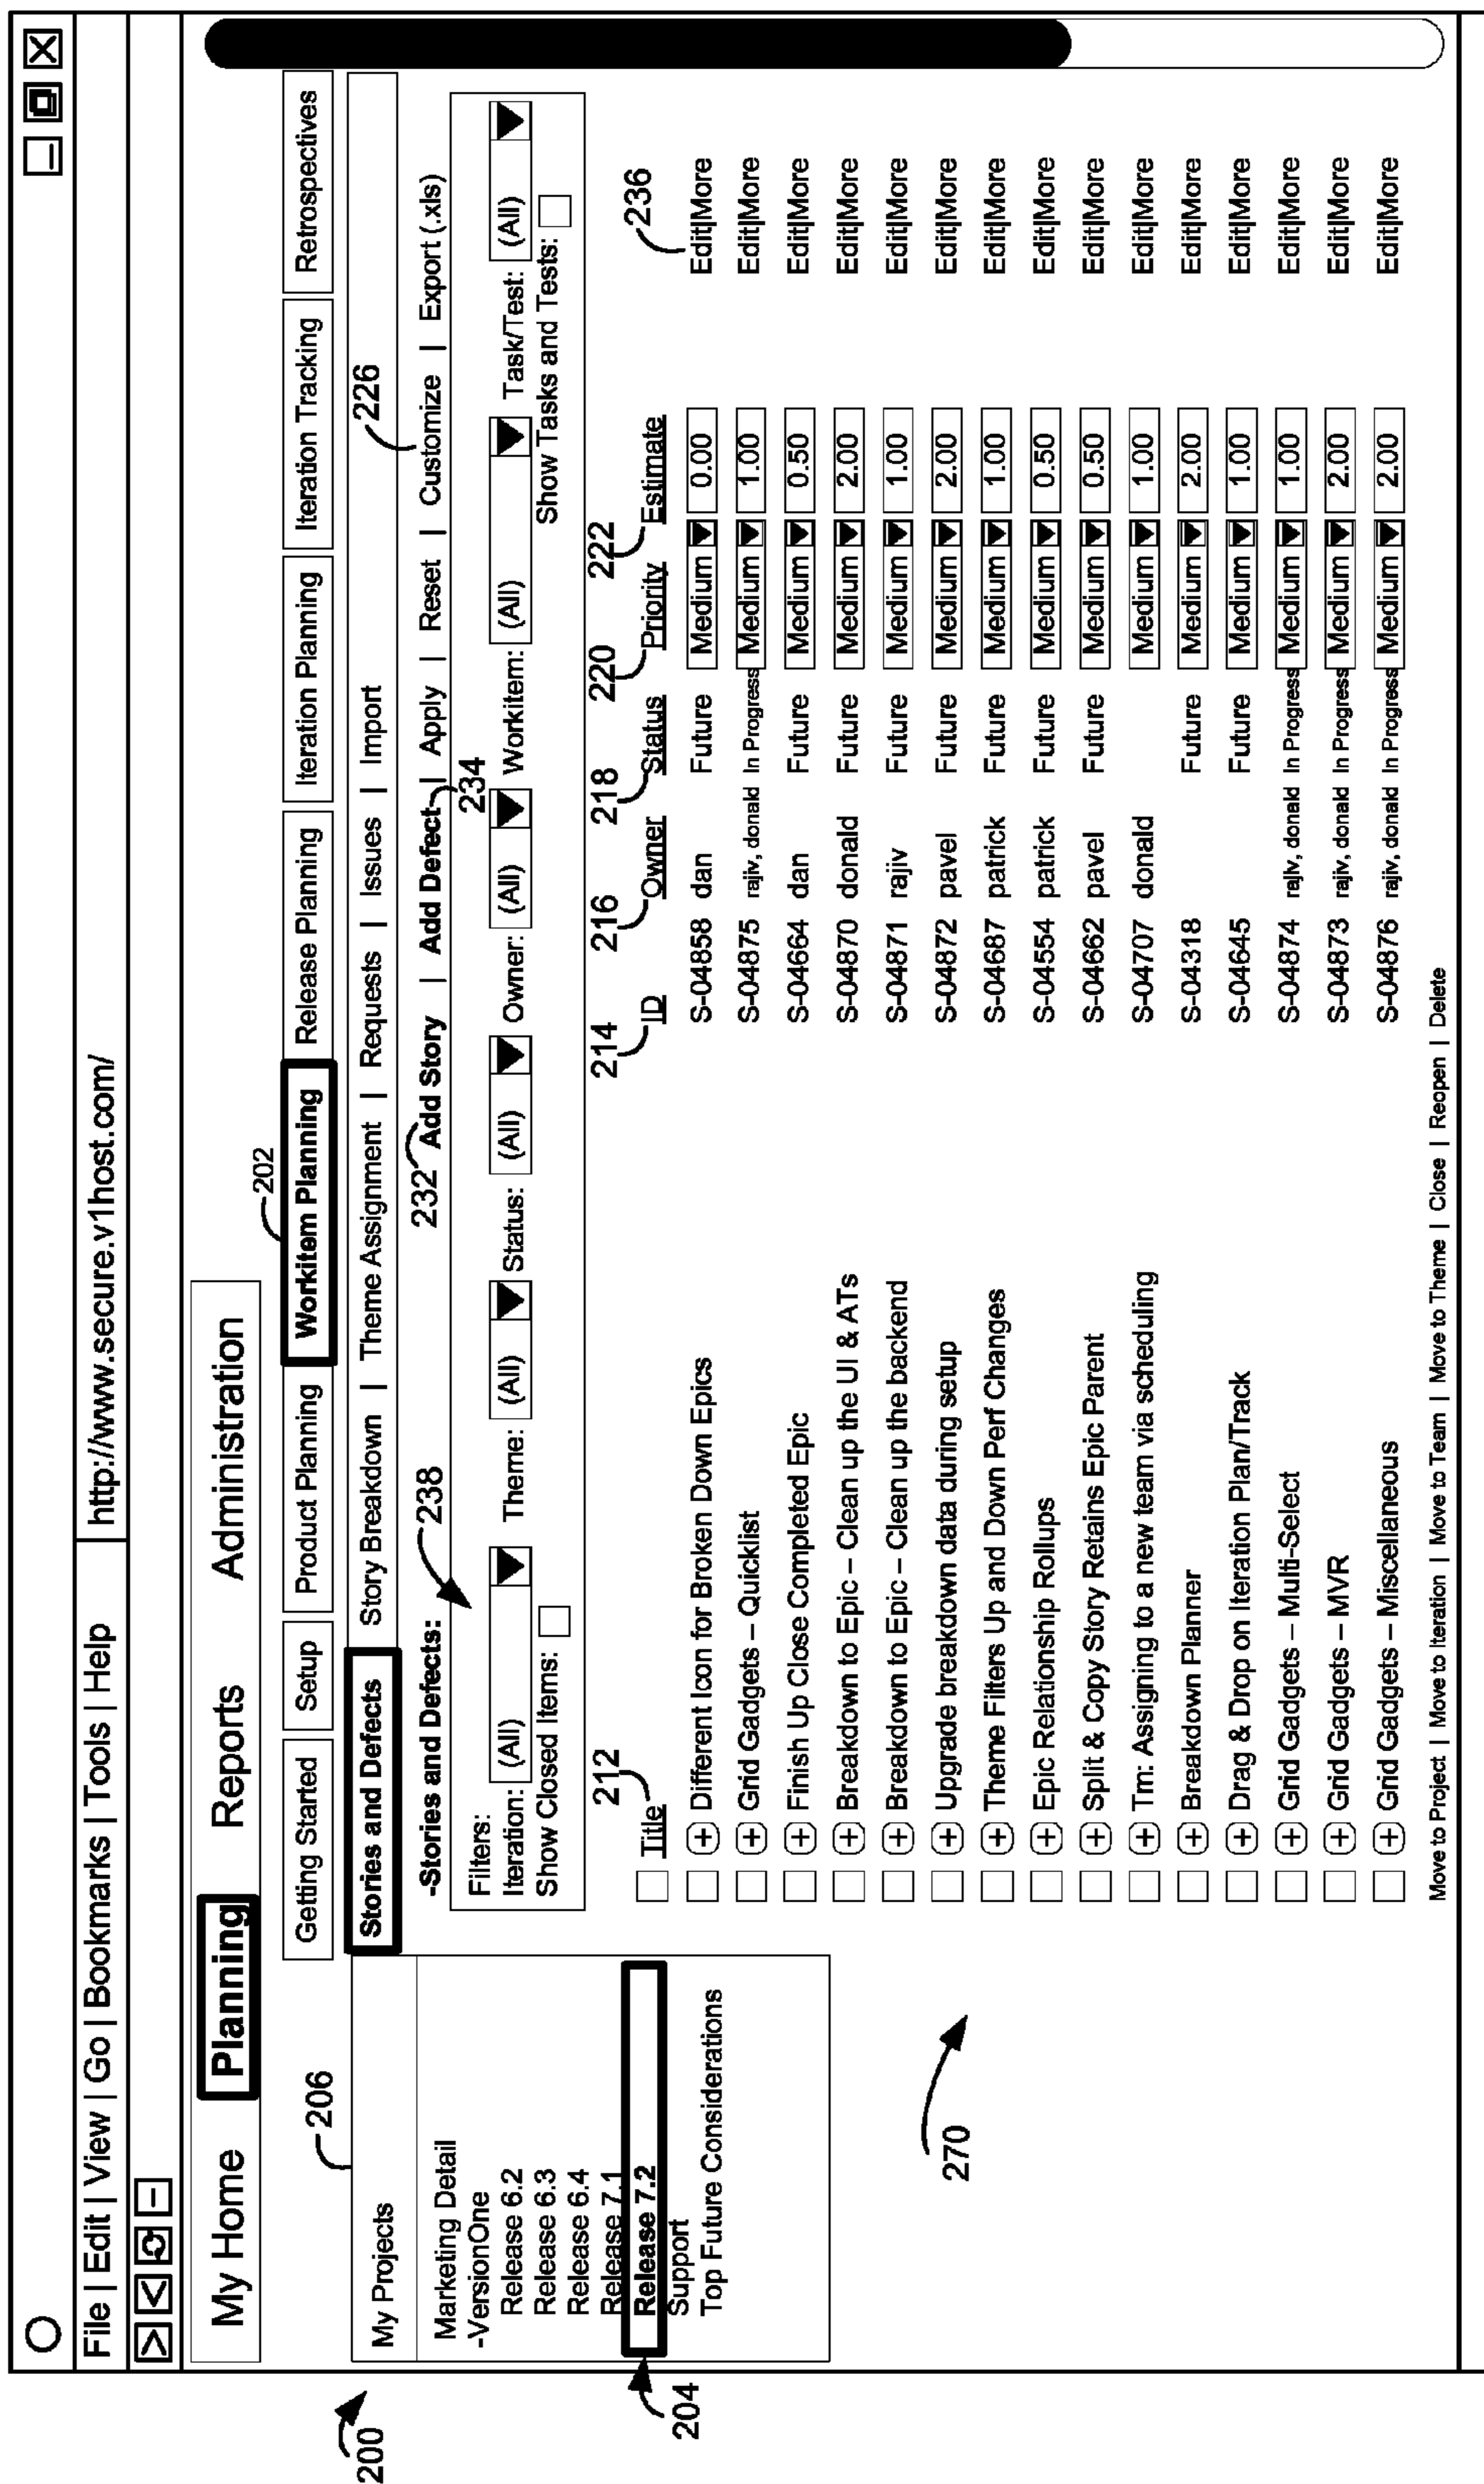 File | Edit | View | Go | Bookmarks | Tools | Help
http://www.secure.v1host.com/
My Home Planning Reports Administration
202
Getting Started Setup Product Planning Workitem Planning Release Planning Iteration Planning Iteration Tracking Retrospectives
206
My Projects
Marketing Detail
-VersionOne
Release 6.2
Release 6.3
Release 6.4
Release 7.1
Release 7.2
Support
Top Future Considerations
200
204
270
Stories and Defects Story Breakdown | Theme Assignment | Requests | Issues | Import
226
-Stories and Defects: 238 232 Add Story | Add Defect | Apply | Reset | Customize | Export (.xls)
234
Filters:
Iteration: (All) Theme: (All) Status: (All) Owner: (All) Workitem: (All) Task/Test: (All)
Show Closed Items: Show Tasks and Tests:
212 214 216 218 220 222 236
Title ID Owner Status Priority Estimate
Different Icon for Broken Down Epics S-04858 dan Future Medium 0.00 Edit|More
Grid Gadgets – Quicklist S-04875 rajiv, donald In Progress Medium 1.00 Edit|More
Finish Up Close Completed Epic S-04664 dan Future Medium 0.50 Edit|More
Breakdown to Epic – Clean up the UI & ATs S-04870 donald Future Medium 2.00 Edit|More
Breakdown to Epic – Clean up the backend S-04871 rajiv Future Medium 1.00 Edit|More
Upgrade breakdown data during setup S-04872 pavel Future Medium 2.00 Edit|More
Theme Filters Up and Down Perf Changes S-04687 patrick Future Medium 1.00 Edit|More
Epic Relationship Rollups S-04554 patrick Future Medium 0.50 Edit|More
Split & Copy Story Retains Epic Parent S-04662 pavel Future Medium 0.50 Edit|More
Tm: Assigning to a new team via scheduling S-04707 donald Medium 1.00 Edit|More
Breakdown Planner S-04318 Future Medium 2.00 Edit|More
Drag & Drop on Iteration Plan/Track S-04645 Future Medium 1.00 Edit|More
Grid Gadgets – Multi-Select S-04874 rajiv, donald In Progress Medium 1.00 Edit|More
Grid Gadgets – MVR S-04873 rajiv, donald In Progress Medium 2.00 Edit|More
Grid Gadgets – Miscellaneous S-04876 rajiv, donald In Progress Medium 2.00 Edit|More
Move to Project | Move to Iteration | Move to Team | Move to Theme | Close | Reopen | Delete